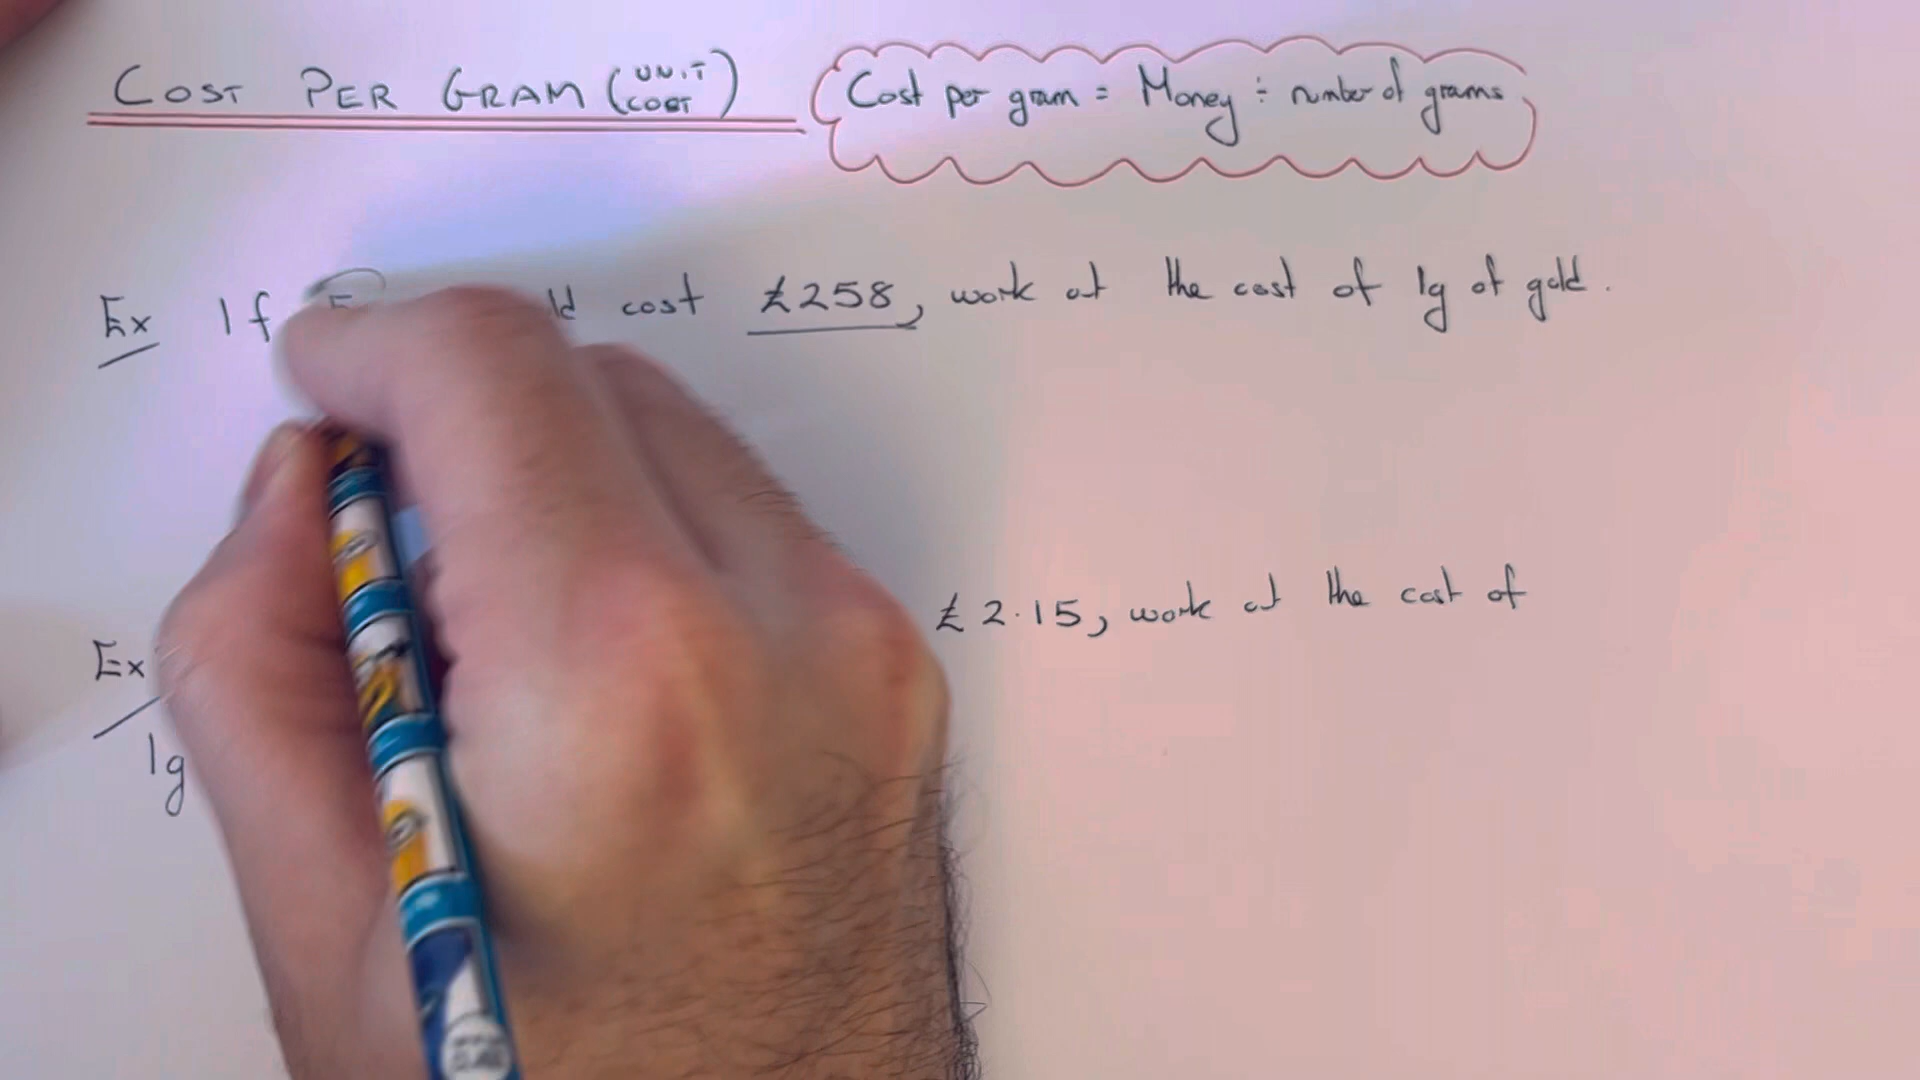 COST PER GRAM (UNIT COST)
Cost per gram = Money ÷ number of grams
Ex If cost £258, work out the cost of 1g of gold.
Ex £2.15, work out the cost of
1g